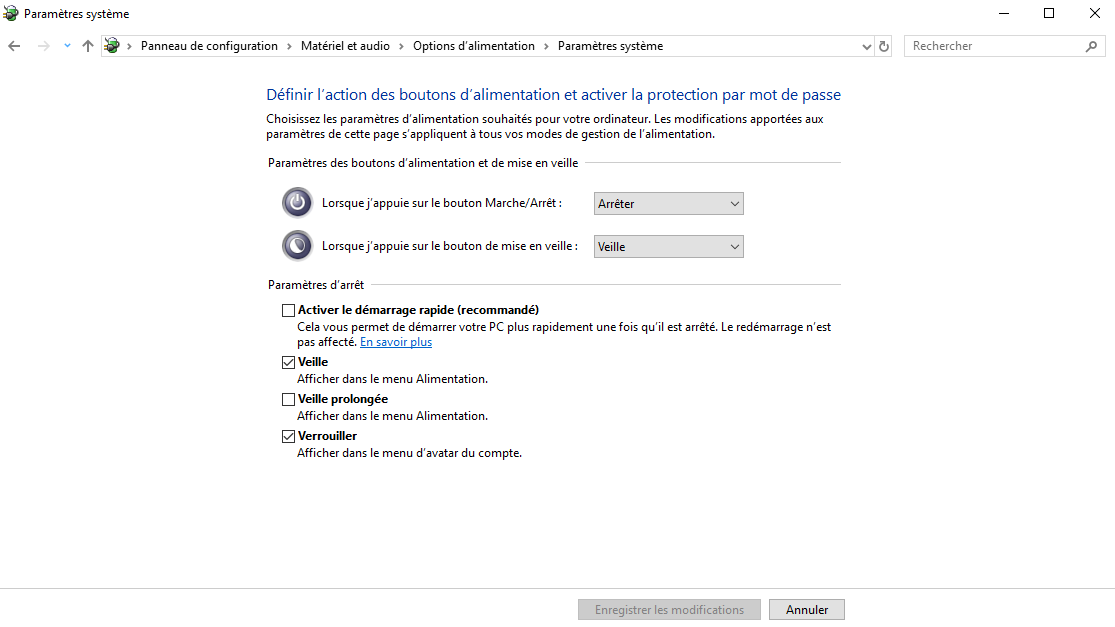 Paramètres système
Panneau de configuration > Matériel et audio > Options d’alimentation > Paramètres système
Rechercher
Définir l’action des boutons d’alimentation et activer la protection par mot de passe
Choisissez les paramètres d’alimentation souhaités pour votre ordinateur. Les modifications apportées aux
paramètres de cette page s’appliquent à tous vos modes de gestion de l’alimentation.
Paramètres des boutons d’alimentation et de mise en veille
Lorsque j’appuie sur le bouton Marche/Arrêt : Arrêter
Lorsque j’appuie sur le bouton de mise en veille : Veille
Paramètres d’arrêt
Activer le démarrage rapide (recommandé)
Cela vous permet de démarrer votre PC plus rapidement une fois qu’il est arrêté. Le redémarrage n’est
pas affecté. En savoir plus
Veille
Afficher dans le menu Alimentation.
Veille prolongée
Afficher dans le menu Alimentation.
Verrouiller
Afficher dans le menu d’avatar du compte.
Enregistrer les modifications Annuler